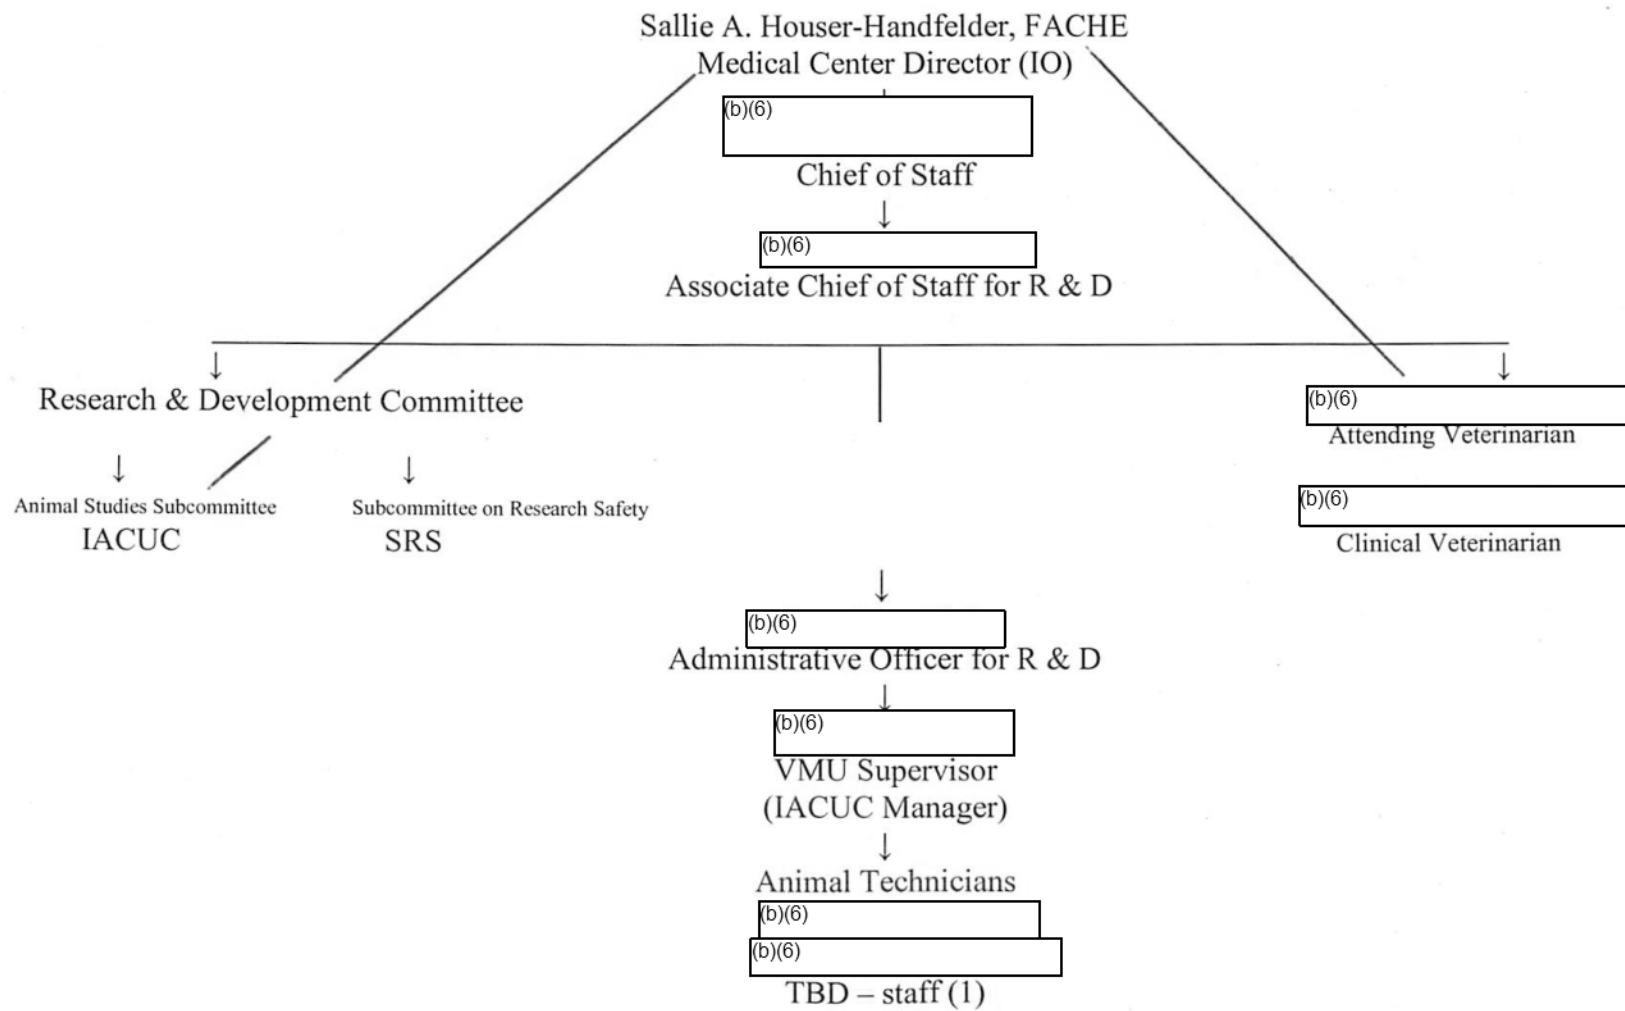 Sallie A. Houser-Handfelder, FACHE
Medical Center Director (IO)
(b)(6)
Chief of Staff
(b)(6)
Associate Chief of Staff for R & D
Research & Development Committee
(b)(6)
Attending Veterinarian
Animal Studies Subcommittee
IACUC
Subcommittee on Research Safety
SRS
(b)(6)
Clinical Veterinarian
(b)(6)
Administrative Officer for R & D
(b)(6)
VMU Supervisor
(IACUC Manager)
Animal Technicians
(b)(6)
(b)(6)
TBD – staff (1)